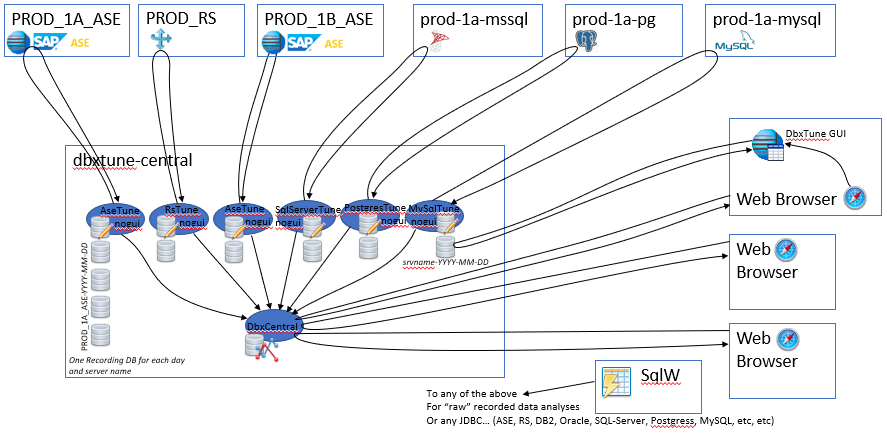 PROD_1A_ASE
SAP ASE
PROD_RS
PROD_1B_ASE
SAP ASE
prod-1a-mssql
prod-1a-pg
prod-1a-mysql
MySQL
dbxtune-central
AseTune
nogui
RsTune
nogui
AseTune
nogui
SqlServerTune
nogui
PostgresTune
nogui
MySqlTune
nogui
PROD_1A_ASE-YYYY-MM-DD
srvname-YYYY-MM-DD
DbxCentral
One Recording DB for each day
and server name
DbxTune GUI
Web Browser
Web
Browser
Web
Browser
SqlW
To any of the above
For “raw” recorded data analyses
Or any JDBC... (ASE, RS, DB2, Oracle, SQL-Server, Postgress, MySQL, etc, etc)